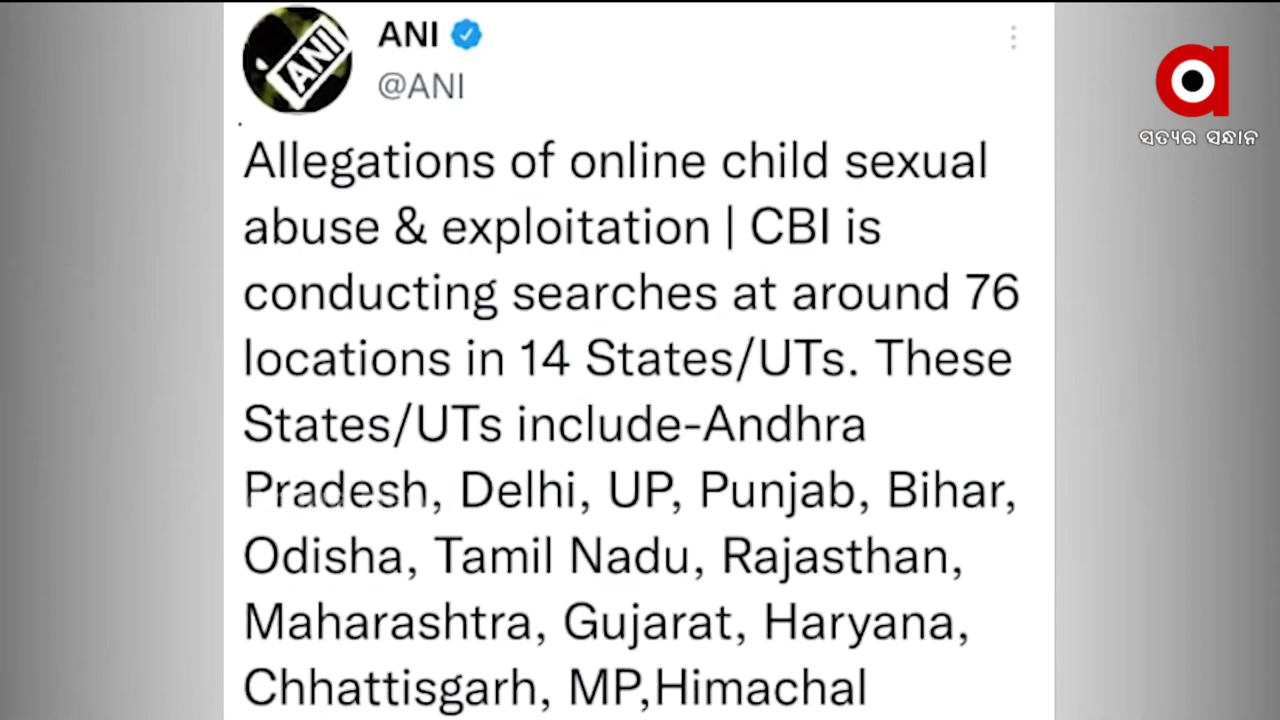 ANI
ANI
@ANI
ସତ୍ୟର ସନ୍ଧାନ
Allegations of online child sexual
abuse & exploitation | CBI is
conducting searches at around 76
locations in 14 States/UTs. These
States/UTs include-Andhra
Pradesh, Delhi, UP, Punjab, Bihar,
Odisha, Tamil Nadu, Rajasthan,
Maharashtra, Gujarat, Haryana,
Chhattisgarh, MP,Himachal